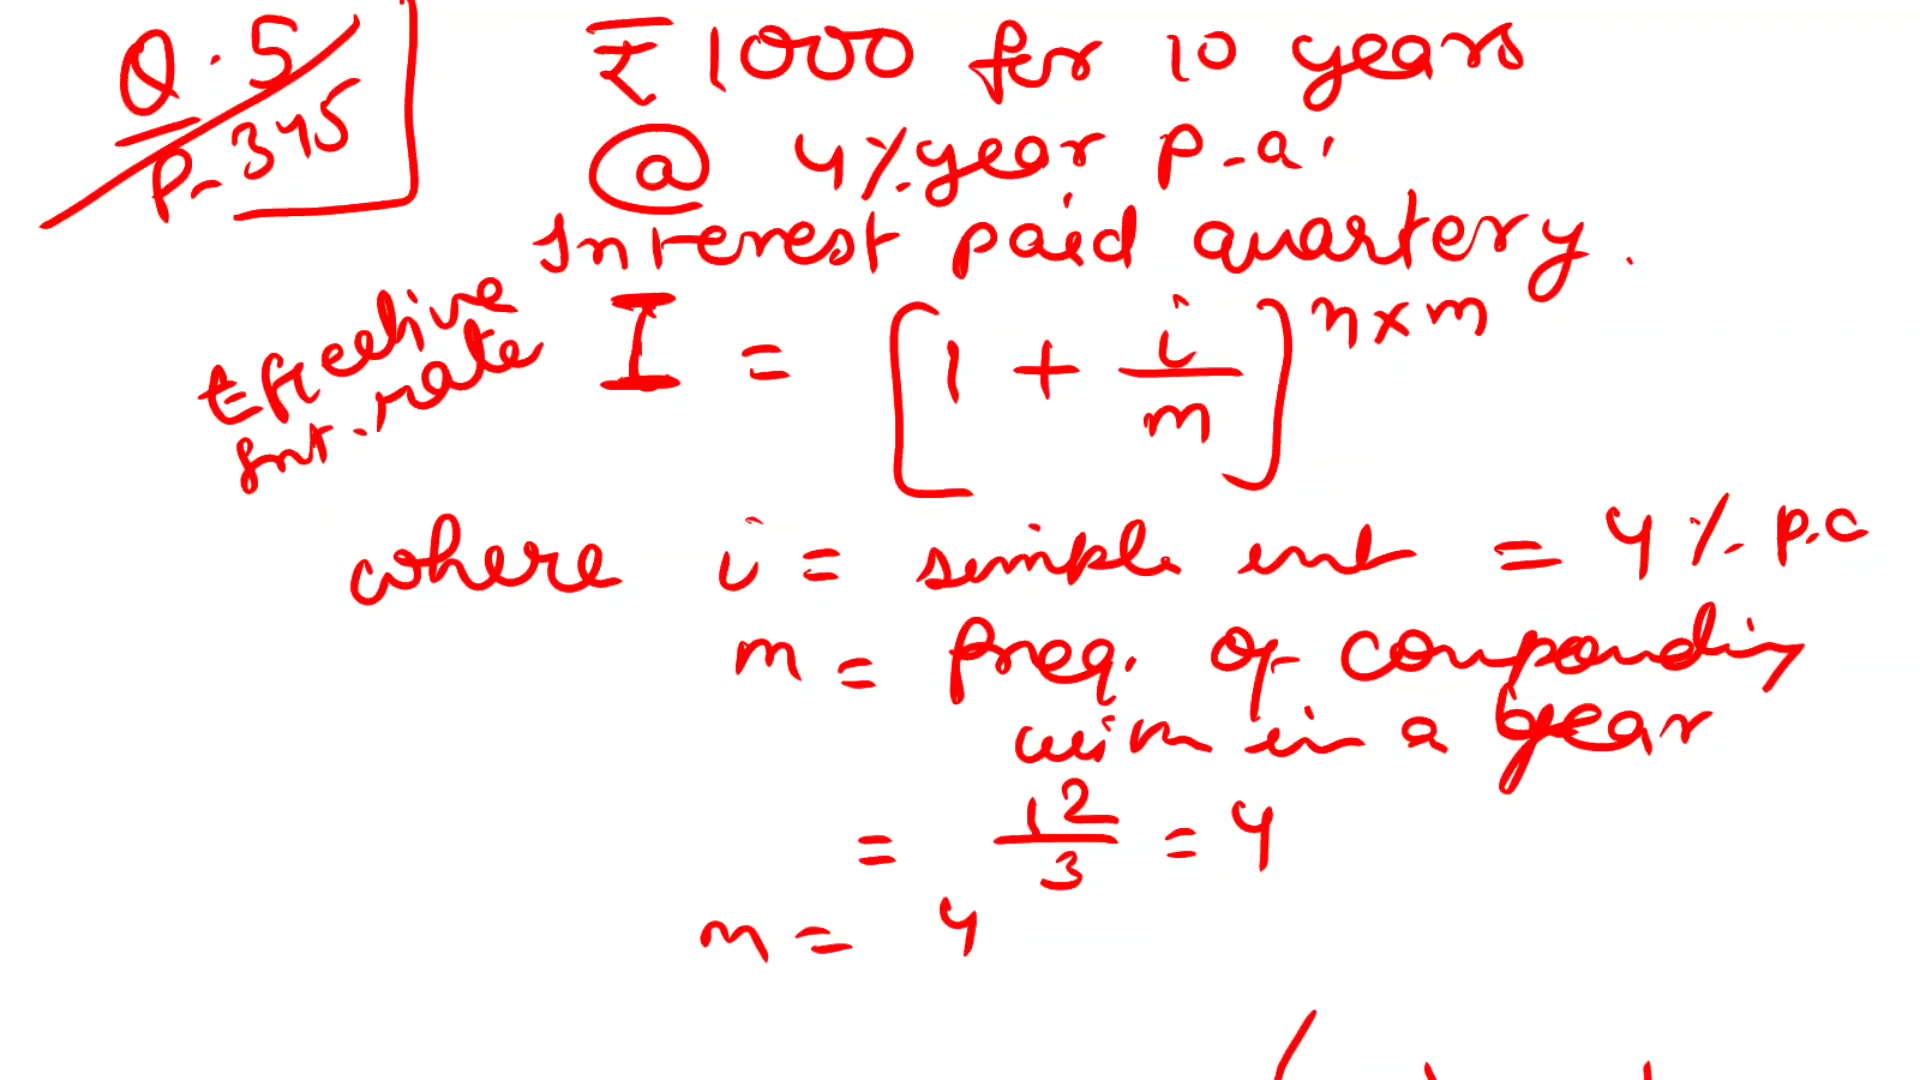 Q.5
P-345
₹ 1000 for 10 years
@ 4% year p.a.
Interest paid quartery.
Effective
Int. rate
I = [1 + i/m]^n×m
where i = simple int = 4% p.a
m = freq. of compounding
with in a year
= 12/3 = 4
m = 4